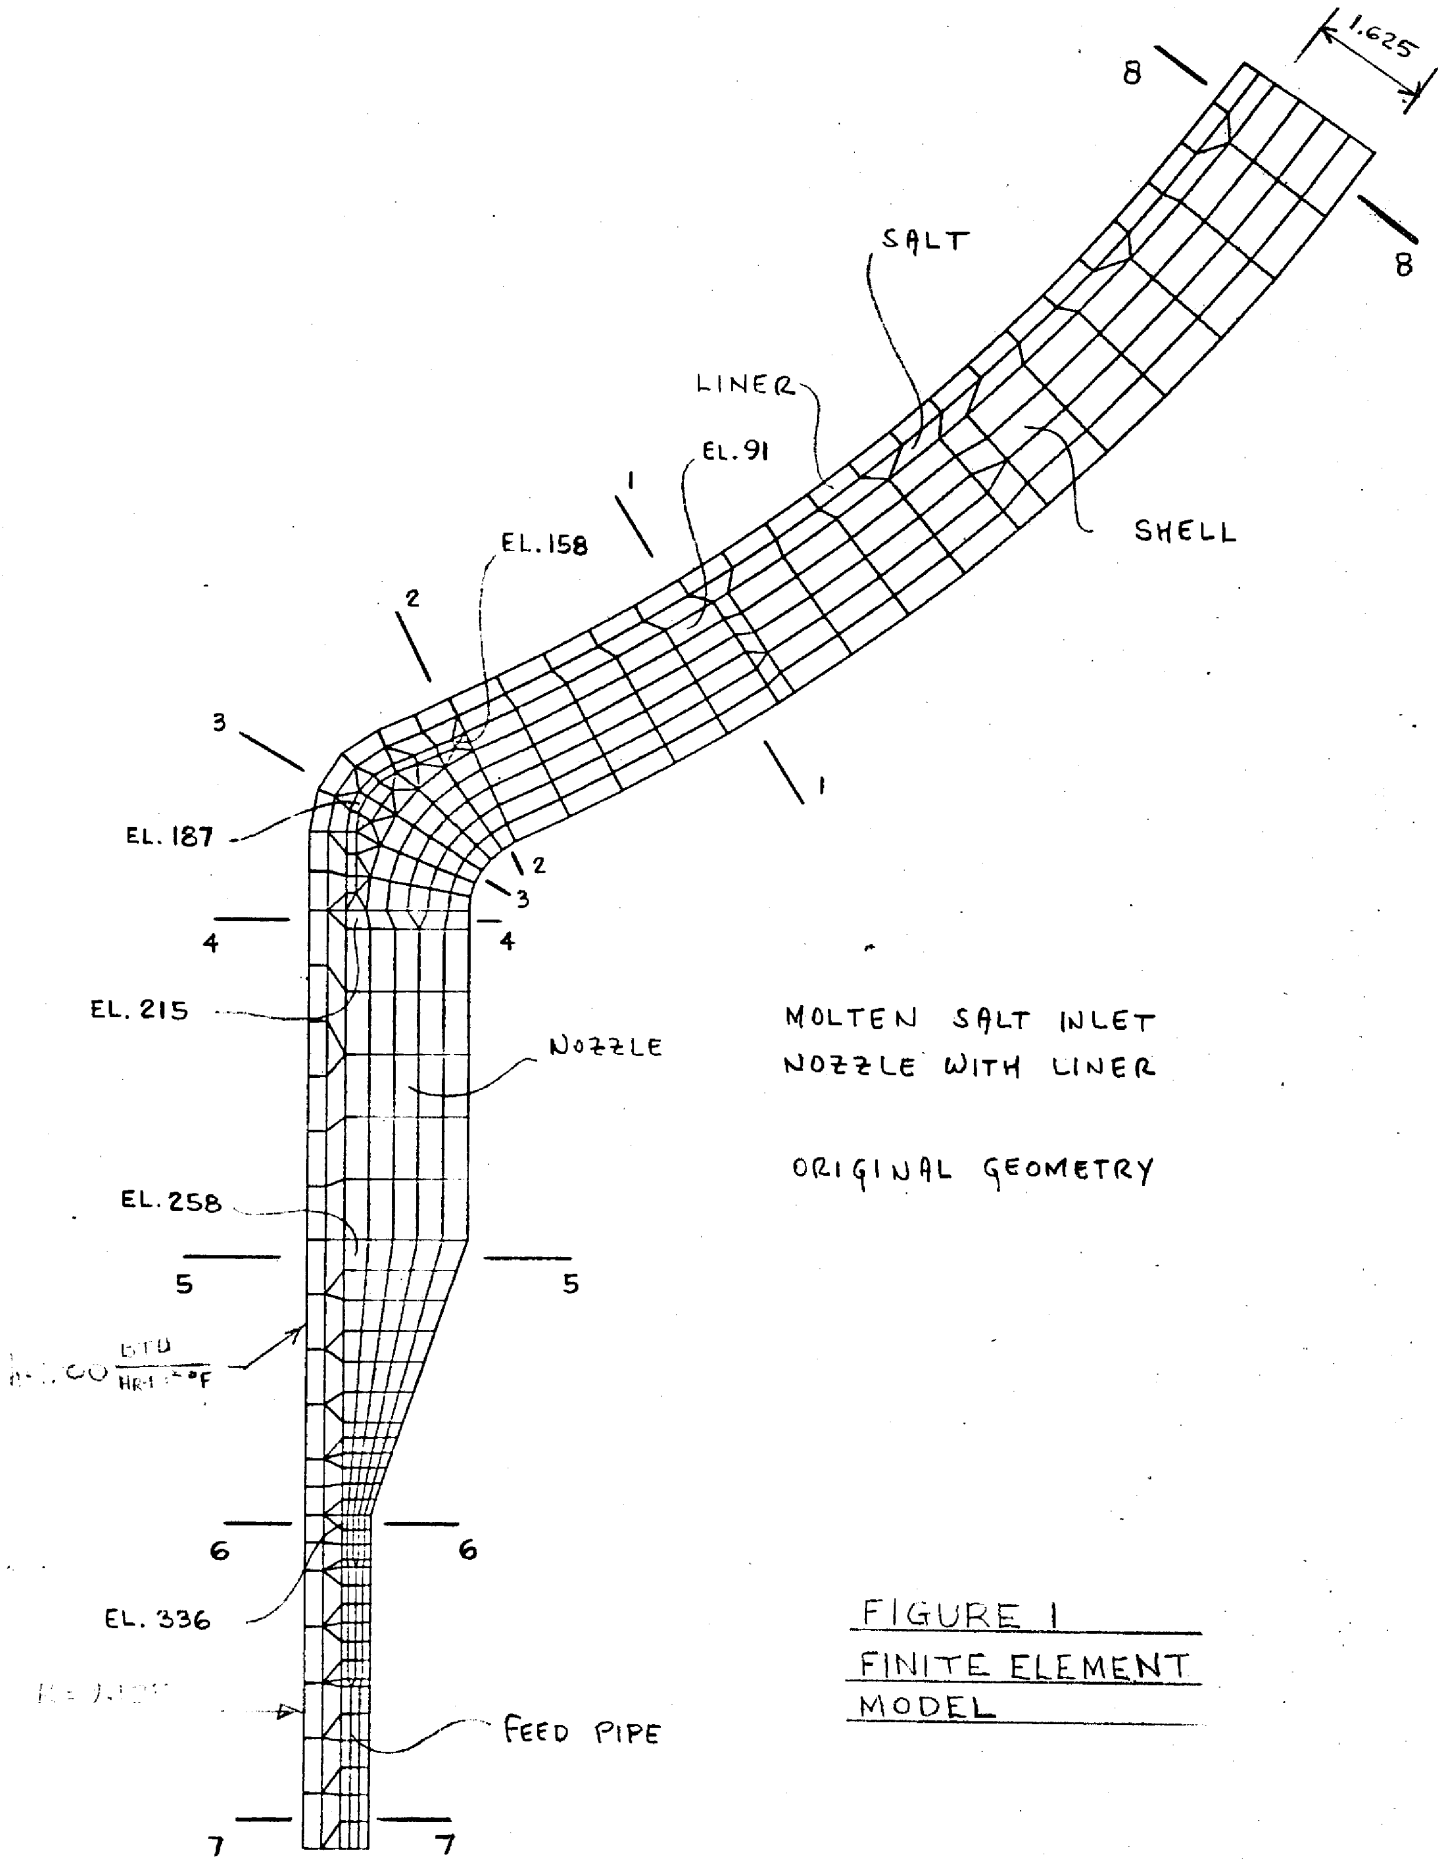 1.625
8
8
SALT
LINER
EL.91
1
SHELL
EL.158
2
3
1
EL.187
2
3
4
4
EL.215
NOZZLE
MOLTEN SALT INLET
NOZZLE WITH LINER
ORIGINAL GEOMETRY
EL.258
5
5
BTU
°F
6
6
EL. 336
FIGURE 1
FINITE ELEMENT
MODEL
FEED PIPE
7
7